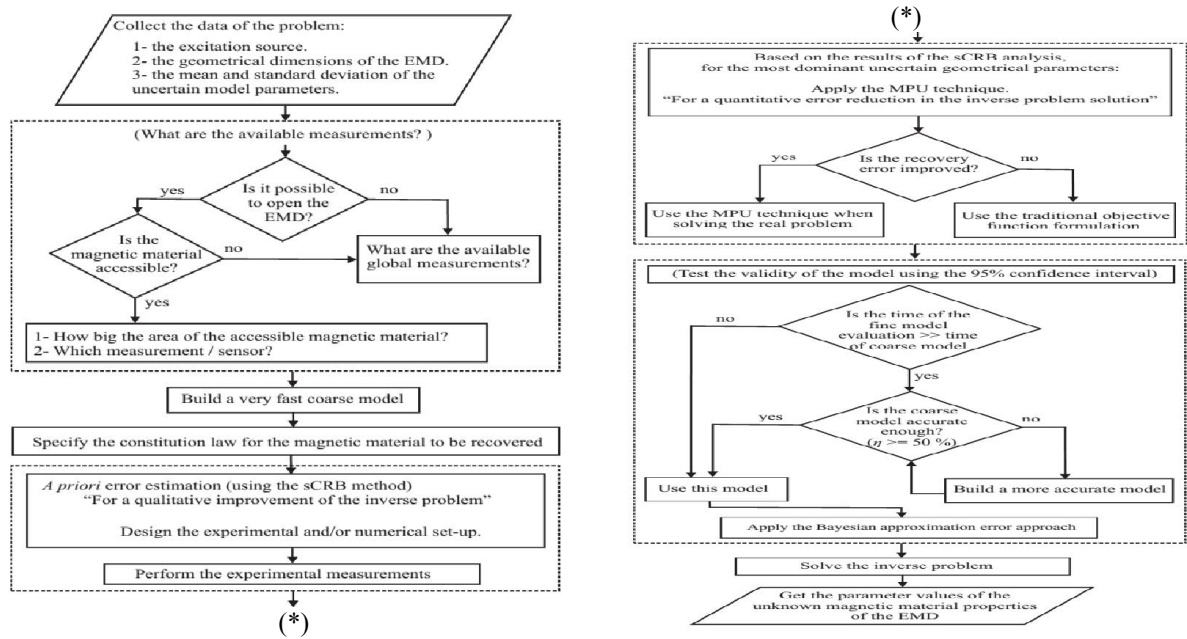 Collect the data of the problem:
1- the excitation source.
2- the geometrical dimensions of the EMD.
3- the mean and standard deviation of the
uncertain model parameters.
(What are the available measurements? )
Is it possible
to open the
EMD?
yes
no
Is the
magnetic material
accessible?
no
What are the available
global measurements?
yes
1- How big the area of the accessible magnetic material?
2- Which measurement / sensor?
Build a very fast coarse model
Specify the constitution law for the magnetic material to be recovered
A priori error estimation (using the sCRB method)
"For a qualitative improvement of the inverse problem"
Design the experimental and/or numerical set-up.
Perform the experimental measurements
(*)
(*)
Based on the results of the sCRB analysis,
for the most dominant uncertain geometrical parameters:
Apply the MPU technique.
"For a quantitative error reduction in the inverse problem solution"
Is the recovery
error improved?
yes
no
Use the MPU technique when
solving the real problem
Use the traditional objective
function formulation
(Test the validity of the model using the 95% confidence interval)
Is the time of the
fine model
evaluation >> time
of coarse model
no
yes
Is the coarse
model accurate
enough?
(η >= 50 %)
yes
no
Use this model
Build a more accurate model
Apply the Bayesian approximation error approach
Solve the inverse problem
Get the parameter values of the
unknown magnetic material properties
of the EMD